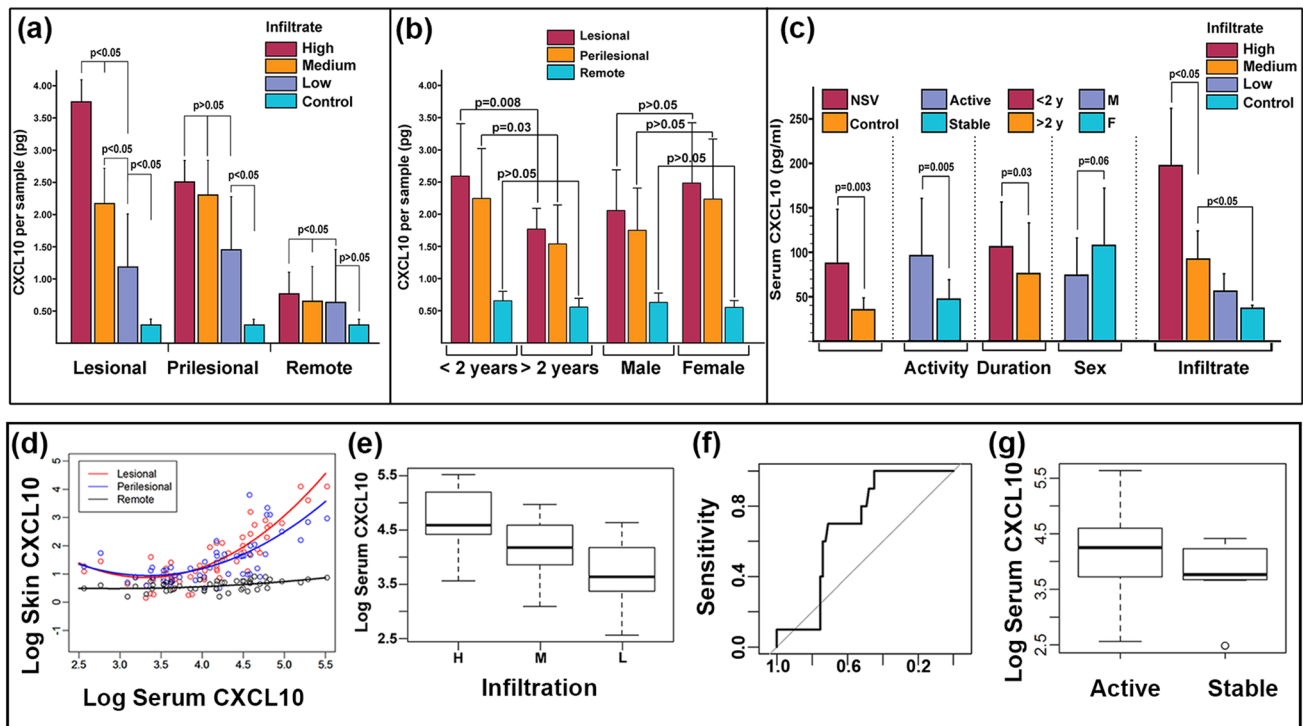 (a)
Infiltrate
High
Medium
Low
Control
p<0.05
p>0.05
p<0.05
p<0.05
p<0.05
p<0.05
p<0.05
p>0.05
CXCL10 per sample (pg)
4.00
3.50
3.00
2.50
2.00
1.50
1.00
0.50
Lesional Prilesional Remote
(b)
Lesional
Perilesional
Remote
p=0.008
p=0.03
p>0.05
p>0.05
p>0.05
p>0.05
CXCL10 per sample (pg)
4.00
3.50
3.00
2.50
2.00
1.50
1.00
0.50
< 2 years > 2 years Male Female
(c)
Infiltrate
High
Medium
Low
Control
NSV
Control
Active
Stable
<2 y
>2 y
M
F
p<0.05
p=0.003
p=0.005
p=0.03
p=0.06
p<0.05
Serum CXCL10 (pg/ml)
250
200
150
100
50
Activity Duration Sex Infiltrate
(d)
Lesional
Perilesional
Remote
Log Skin CXCL10
5
4
3
2
1
0
-1
2.5 3.0 3.5 4.0 4.5 5.0 5.5
Log Serum CXCL10
(e)
Log Serum CXCL10
5.5
4.5
3.5
2.5
H M L
Infiltration
(f)
Sensitivity
0.8
0.4
0.0
1.0 0.6 0.2
(g)
Log Serum CXCL10
5.5
4.5
3.5
2.5
Active Stable